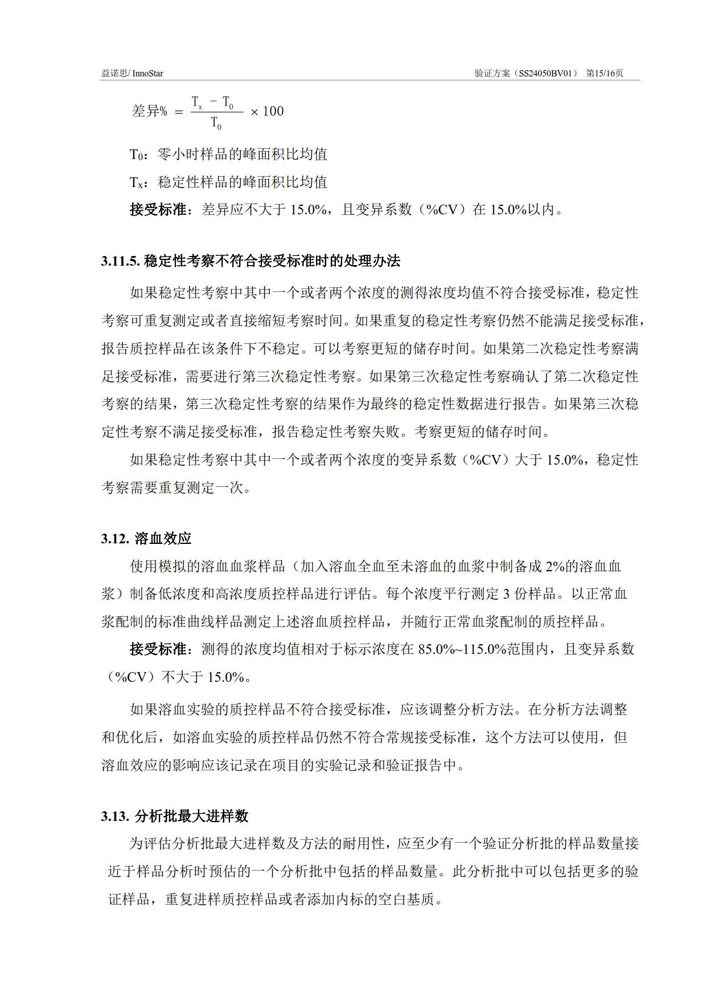 益诺思/ InnoStar 验证方案（SS24050BV01） 第15/16页
差异% = (Tx - T0) / T0 × 100
T0：零小时样品的峰面积比均值
Tx：稳定性样品的峰面积比均值
接受标准：差异应不大于 15.0%，且变异系数（%CV）在 15.0%以内。
3.11.5. 稳定性考察不符合接受标准时的处理办法
如果稳定性考察中其中一个或者两个浓度的测得浓度均值不符合接受标准，稳定性
考察可重复测定或者直接缩短考察时间。如果重复的稳定性考察仍然不能满足接受标准，
报告质控样品在该条件下不稳定。可以考察更短的储存时间。如果第二次稳定性考察满
足接受标准，需要进行第三次稳定性考察。如果第三次稳定性考察确认了第二次稳定性
考察的结果，第三次稳定性考察的结果作为最终的稳定性数据进行报告。如果第三次稳
定性考察不满足接受标准，报告稳定性考察失败。考察更短的储存时间。
如果稳定性考察中其中一个或者两个浓度的变异系数（%CV）大于 15.0%，稳定性
考察需要重复测定一次。
3.12. 溶血效应
使用模拟的溶血血浆样品（加入溶血全血至未溶血的血浆中制备成 2%的溶血血
浆）制备低浓度和高浓度质控样品进行评估。每个浓度平行测定 3 份样品。以正常血
浆配制的标准曲线样品测定上述溶血质控样品，并随行正常血浆配制的质控样品。
接受标准：测得的浓度均值相对于标示浓度在 85.0%~115.0%范围内，且变异系数
（%CV）不大于 15.0%。
如果溶血实验的质控样品不符合接受标准，应该调整分析方法。在分析方法调整
和优化后，如溶血实验的质控样品仍然不符合常规接受标准，这个方法可以使用，但
溶血效应的影响应该记录在项目的实验记录和验证报告中。
3.13. 分析批最大进样数
为评估分析批最大进样数及方法的耐用性，应至少有一个验证分析批的样品数量接
近于样品分析时预估的一个分析批中包括的样品数量。此分析批中可以包括更多的验
证样品，重复进样质控样品或者添加内标的空白基质。